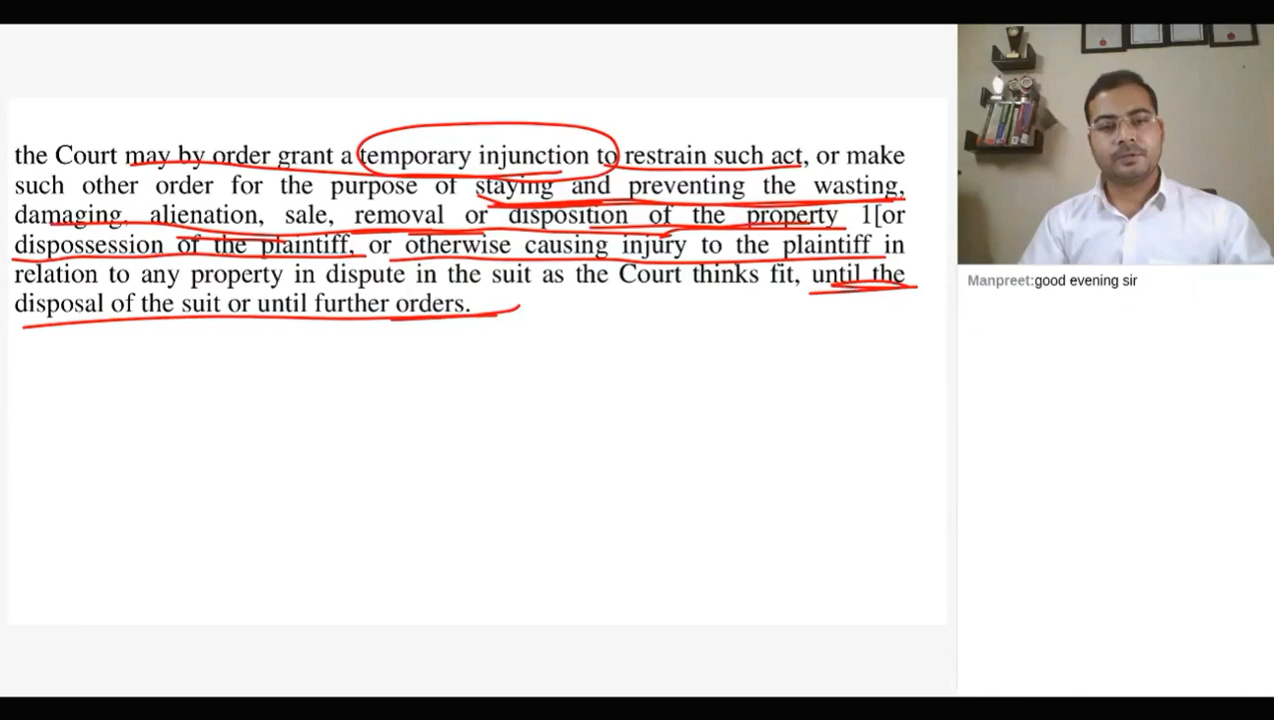 the Court may by order grant a temporary injunction to restrain such act, or make
such other order for the purpose of staying and preventing the wasting,
damaging, alienation, sale, removal or disposition of the property 1[or
dispossession of the plaintiff, or otherwise causing injury to the plaintiff in
relation to any property in dispute in the suit as the Court thinks fit, until the
disposal of the suit or until further orders.
Manpreet:good evening sir